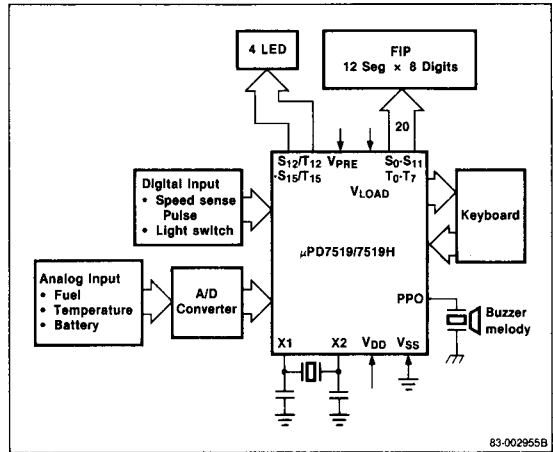 4 LED
FIP
12 Seg × 8 Digits
20
S12/T12
·S15/T15
VPRE
VLOAD
S0·S11
T0·T7
Digital Input
• Speed sense
Pulse
• Light switch
μPD7519/7519H
Keyboard
Analog Input
• Fuel
• Temperature
• Battery
A/D
Converter
PPO
Buzzer
melody
X1
X2
VDD
VSS
83-002955B